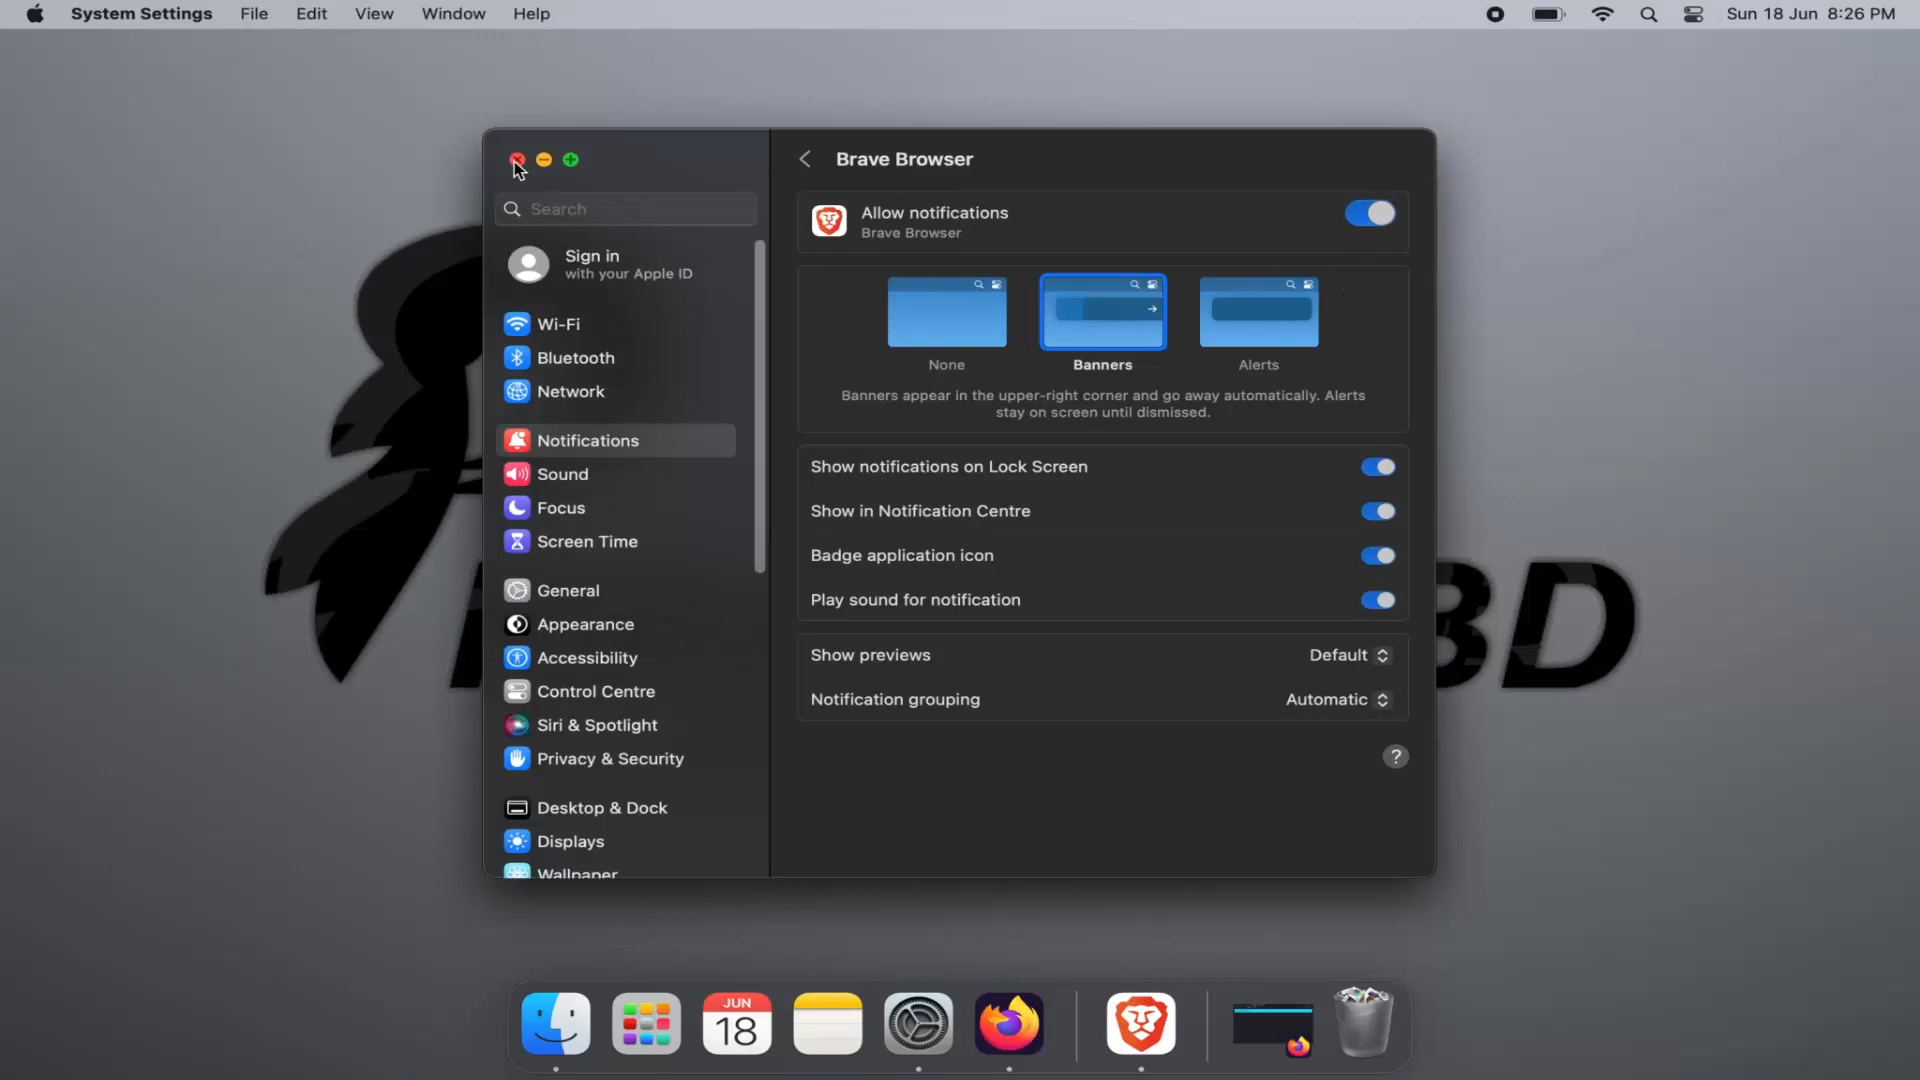 System Settings File Edit View Window Help Sun 18 Jun 8:26 PM
Brave Browser
Search
Allow notifications
Brave Browser
Sign in
with your Apple ID
Wi-Fi
Bluetooth
Network
Notifications
Sound
Focus
Screen Time
General
Appearance
Accessibility
Control Centre
Siri & Spotlight
Privacy & Security
Desktop & Dock
Displays
Wallpaper
None Banners Alerts
Banners appear in the upper-right corner and go away automatically. Alerts
stay on screen until dismissed.
Show notifications on Lock Screen
Show in Notification Centre
Badge application icon
Play sound for notification
Show previews Default
Notification grouping Automatic
?
BD
JUN
18